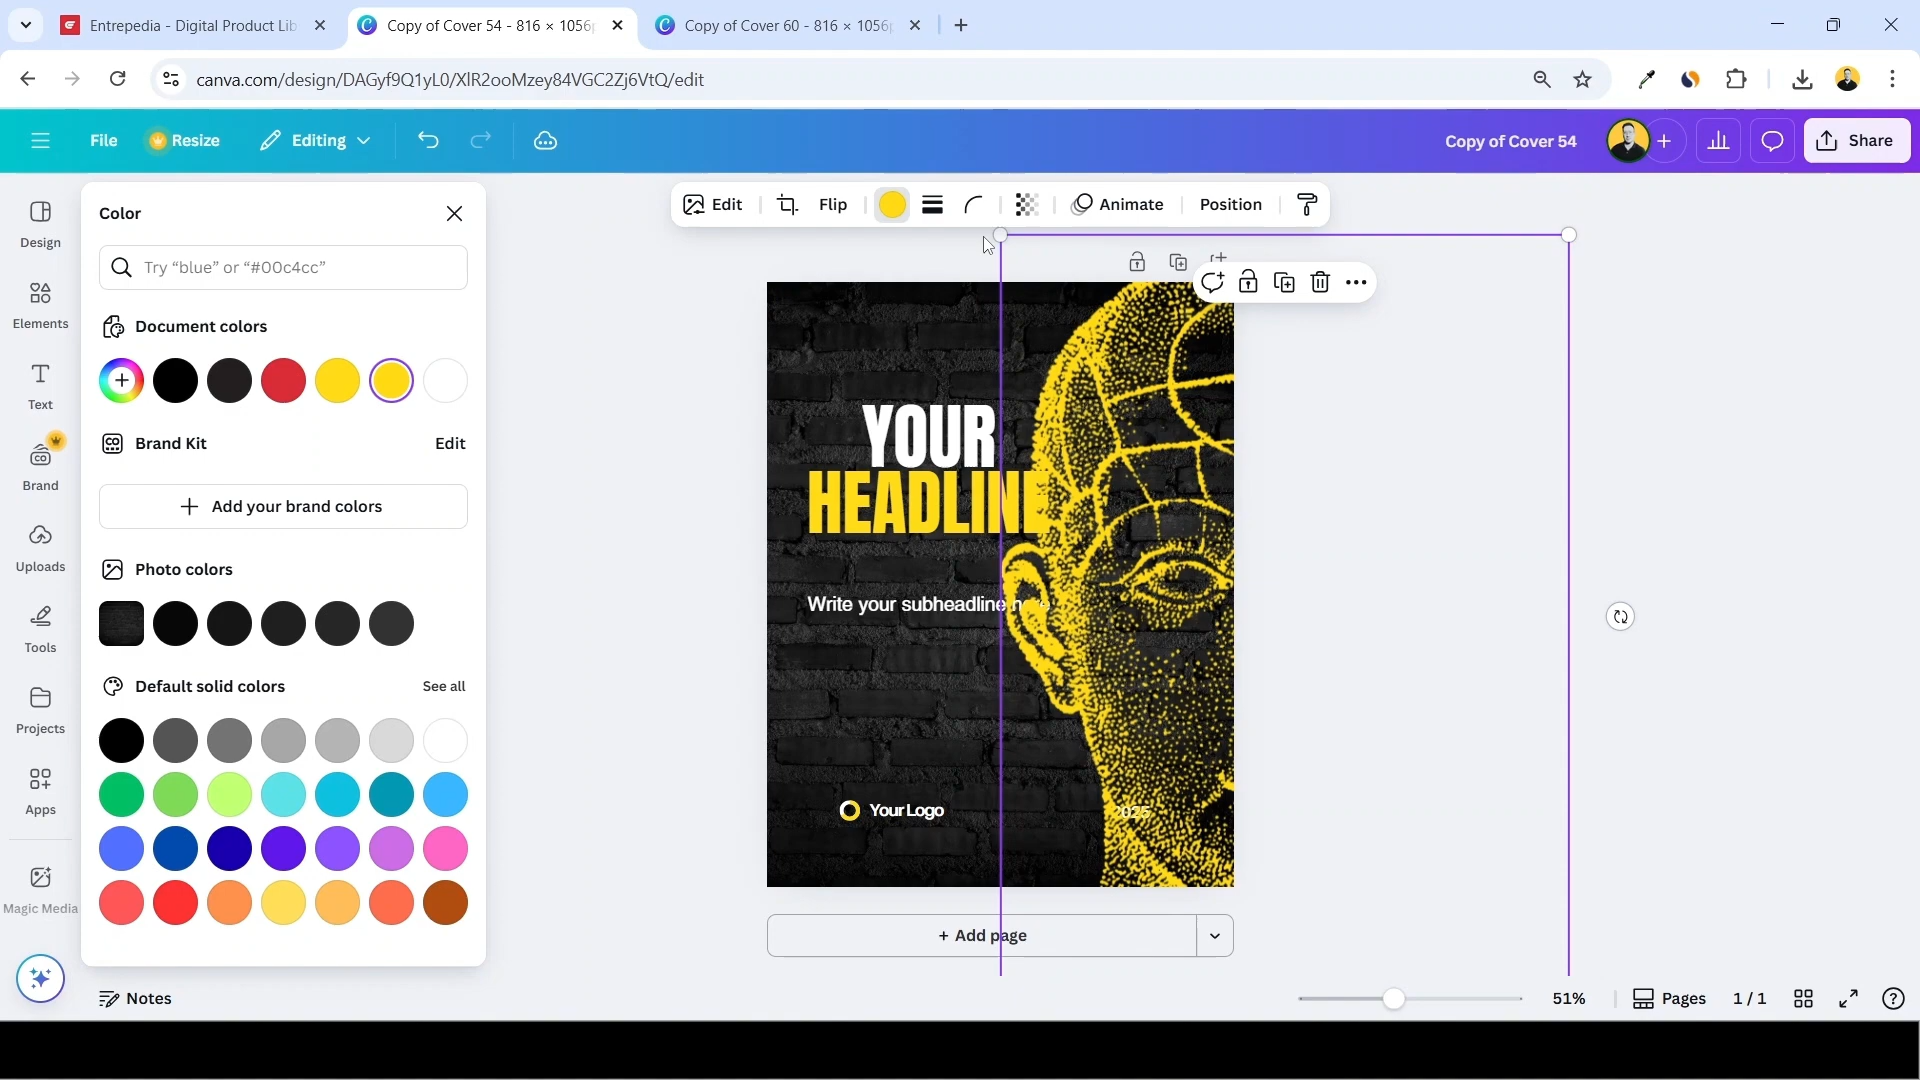 Entrepedia - Digital Product Lib
Copy of Cover 54 - 816 × 1056p
Copy of Cover 60 - 816 × 1056p
canva.com/design/DAGyf9Q1yL0/XlR2ooMzey84VGC2Zj6VtQ/edit
File
Resize
Editing
Copy of Cover 54
Share
Design
Elements
Text
Brand
Uploads
Tools
Projects
Apps
Magic Media
Color
Try “blue” or “#00c4cc”
Document colors
Brand Kit
Edit
Add your brand colors
Photo colors
Default solid colors
See all
Edit
Flip
Animate
Position
YOUR
HEADLINE
Write your subheadline here
Your Logo
2025
+ Add page
Notes
51%
Pages
1 / 1